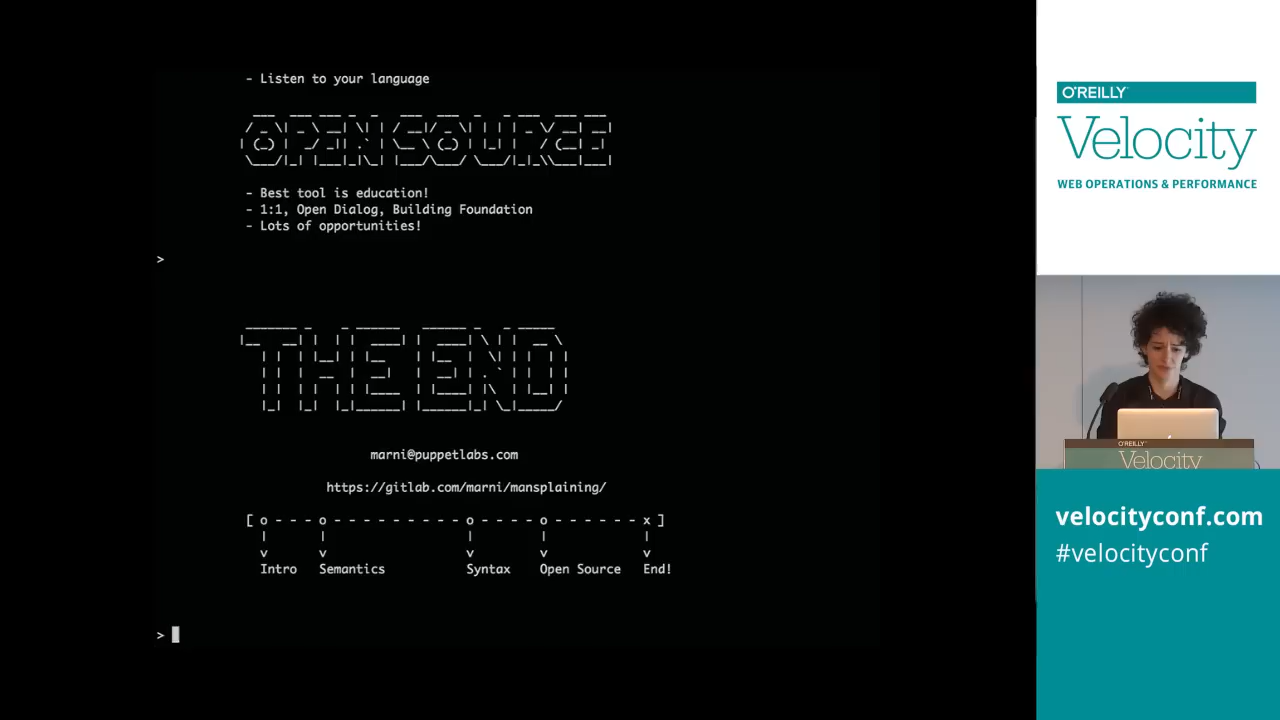 - Listen to your language
OPEN SOURCE
- Best tool is education!
- 1:1, Open Dialog, Building Foundation
- Lots of opportunities!
>
THE END
marni@puppetlabs.com
https://gitlab.com/marni/mansplaining/
[ o - - - o - - - - - - - - - o - - - - o - - - - - - x ]
| | | | |
v v v v v
Intro Semantics Syntax Open Source End!
>
O'REILLY™
Velocity
WEB OPERATIONS & PERFORMANCE
O'REILLY
Velocity
velocityconf.com
#velocityconf